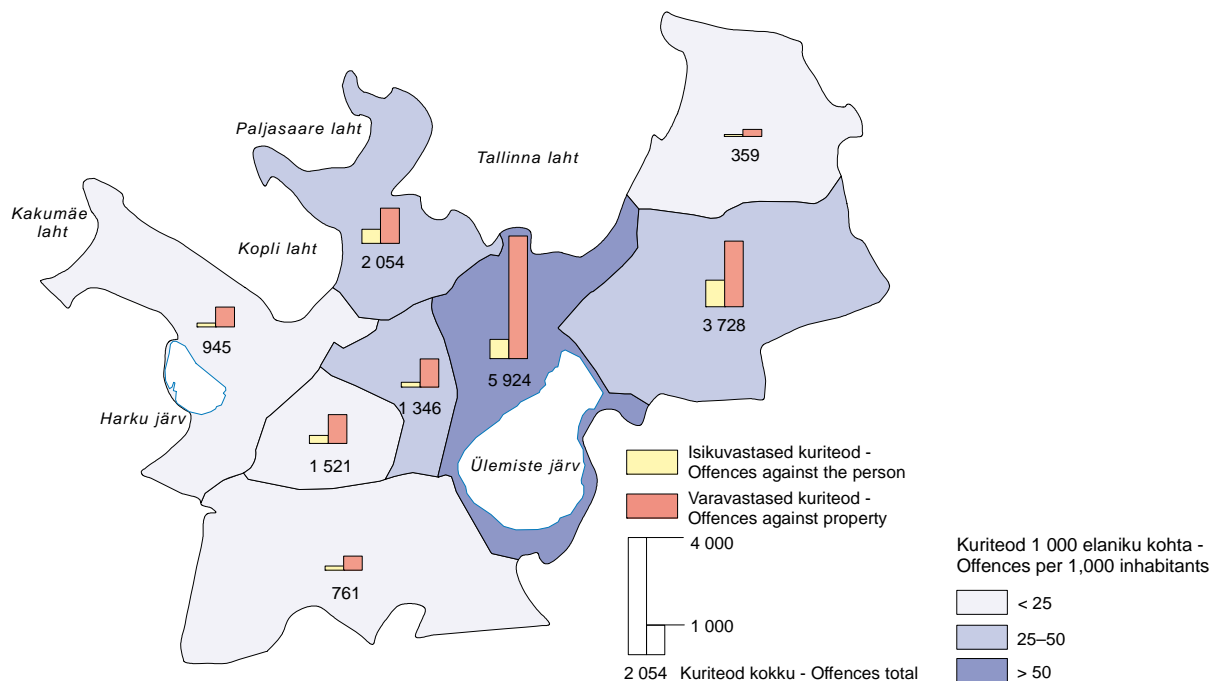 Paljasaare laht
Tallinna laht
359
Kakumäe
laht
Kopli laht
2 054
3 728
945
5 924
1 346
Harku järv
1 521
Ülemiste järv
761
Isikuvastased kuriteod -
Offences against the person
Varavastased kuriteod -
Offences against property
4 000
1 000
2 054 Kuriteod kokku - Offences total
Kuriteod 1 000 elaniku kohta -
Offences per 1,000 inhabitants
< 25
25–50
> 50